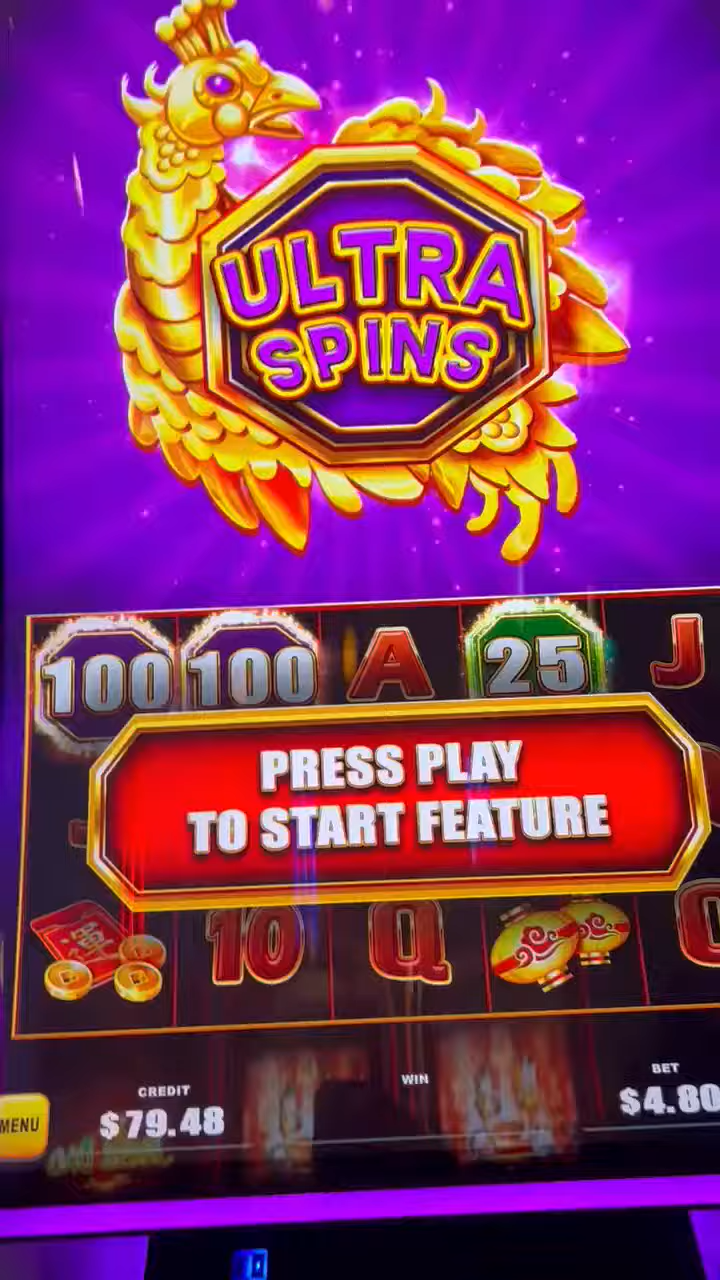 ULTRA
SPINS
100 100 A 25 J
PRESS PLAY
TO START FEATURE
10 Q
CREDIT WIN BET
MENU $79.48 $4.80